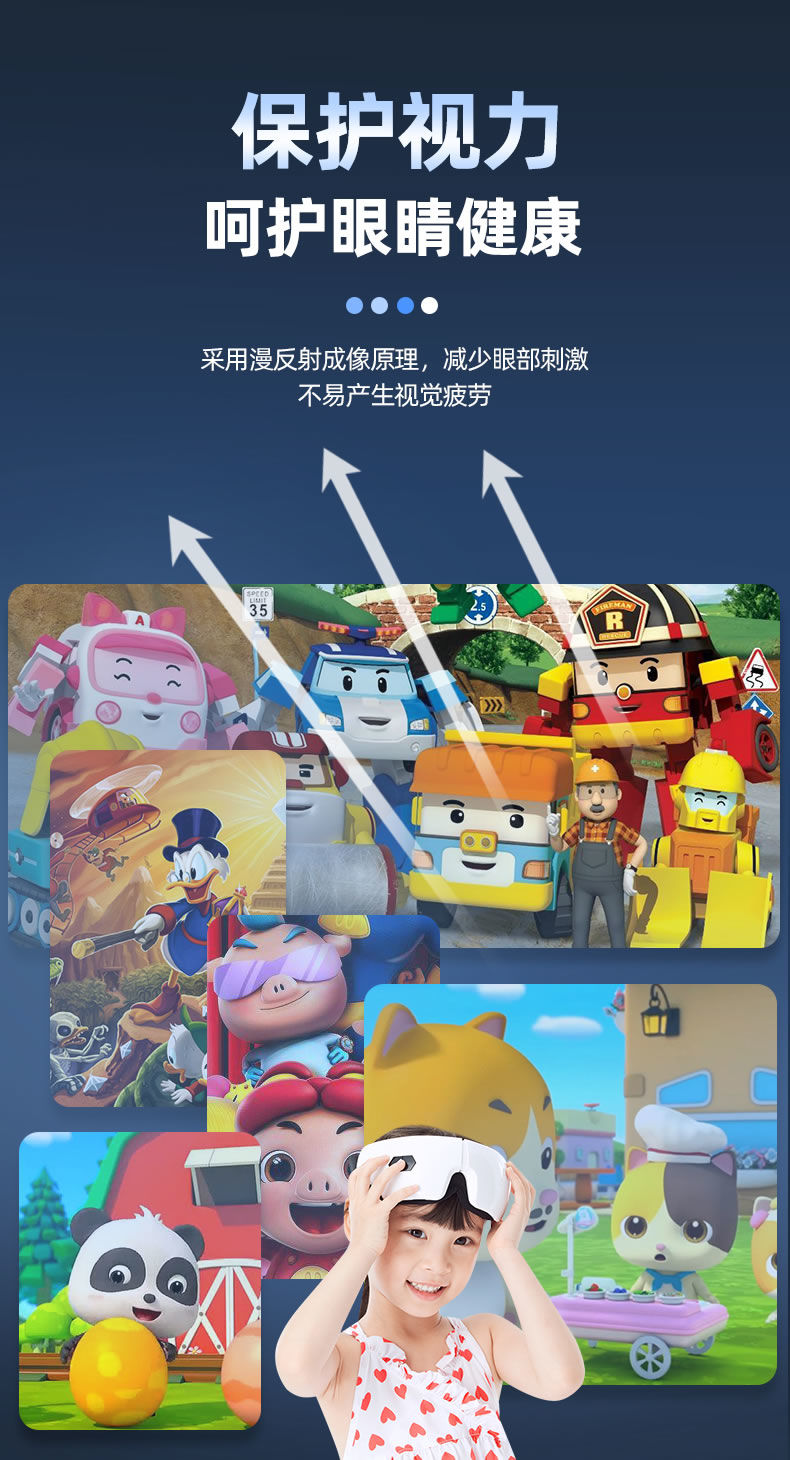 保护视力
呵护眼睛健康
采用漫反射成像原理，减少眼部刺激
不易产生视觉疲劳
SPEED
LIMIT
35
A
2.5
FIREMAN
R
RESCUE